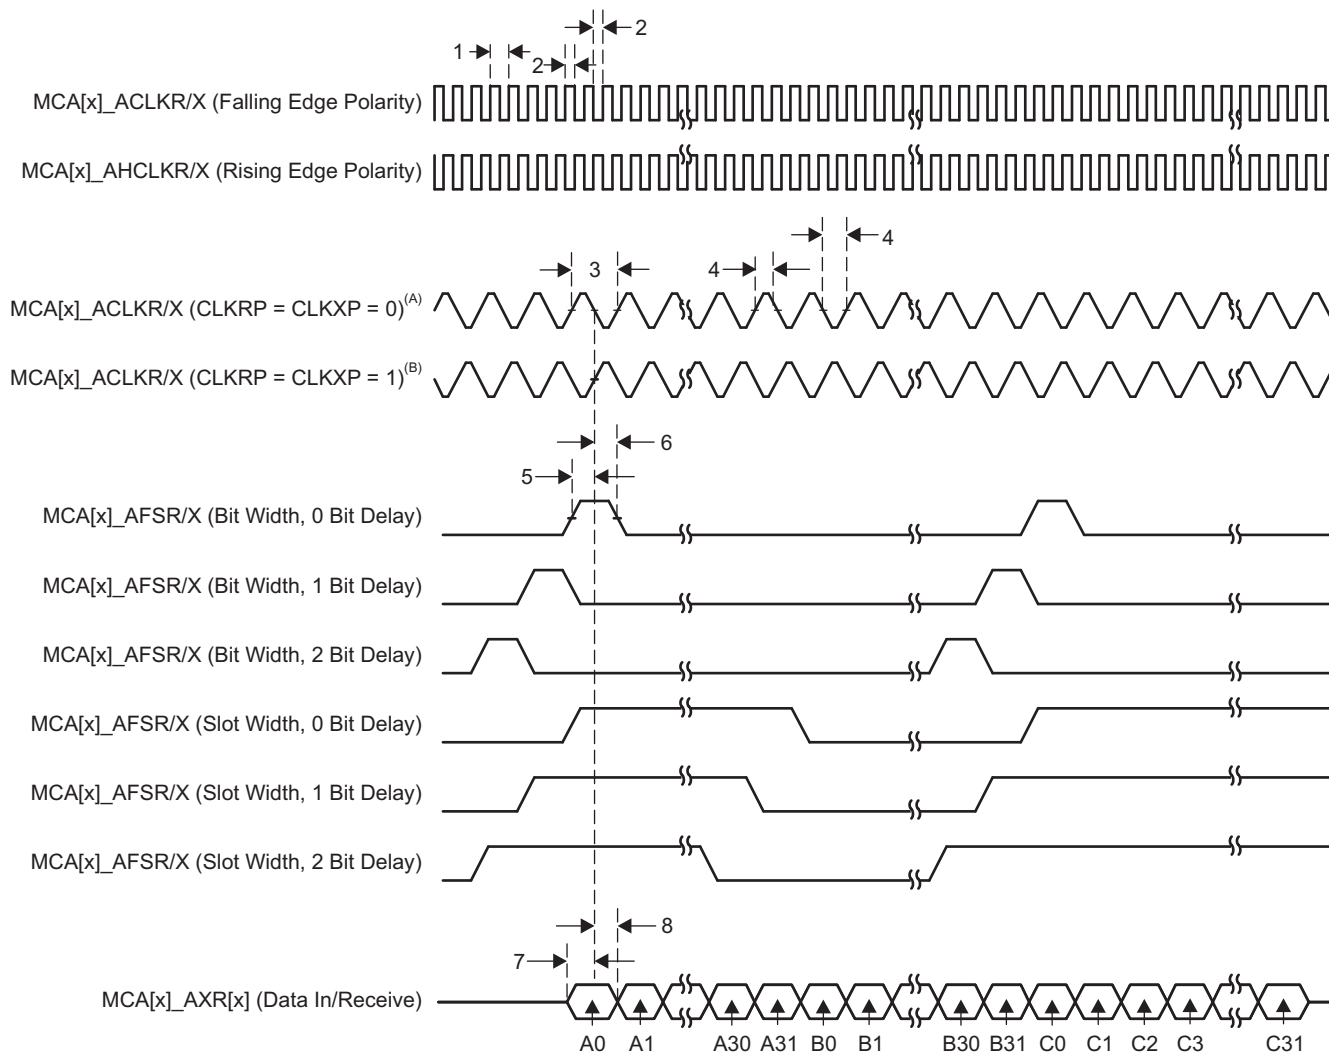 2
1
2
MCA[x]_ACLKR/X (Falling Edge Polarity)
MCA[x]_AHCLKR/X (Rising Edge Polarity)
4
3
4
MCA[x]_ACLKR/X (CLKRP = CLKXP = 0)(A)
MCA[x]_ACLKR/X (CLKRP = CLKXP = 1)(B)
6
5
MCA[x]_AFSR/X (Bit Width, 0 Bit Delay)
MCA[x]_AFSR/X (Bit Width, 1 Bit Delay)
MCA[x]_AFSR/X (Bit Width, 2 Bit Delay)
MCA[x]_AFSR/X (Slot Width, 0 Bit Delay)
MCA[x]_AFSR/X (Slot Width, 1 Bit Delay)
MCA[x]_AFSR/X (Slot Width, 2 Bit Delay)
8
7
MCA[x]_AXR[x] (Data In/Receive)
A0 A1 A30 A31 B0 B1 B30 B31 C0 C1 C2 C3 C31